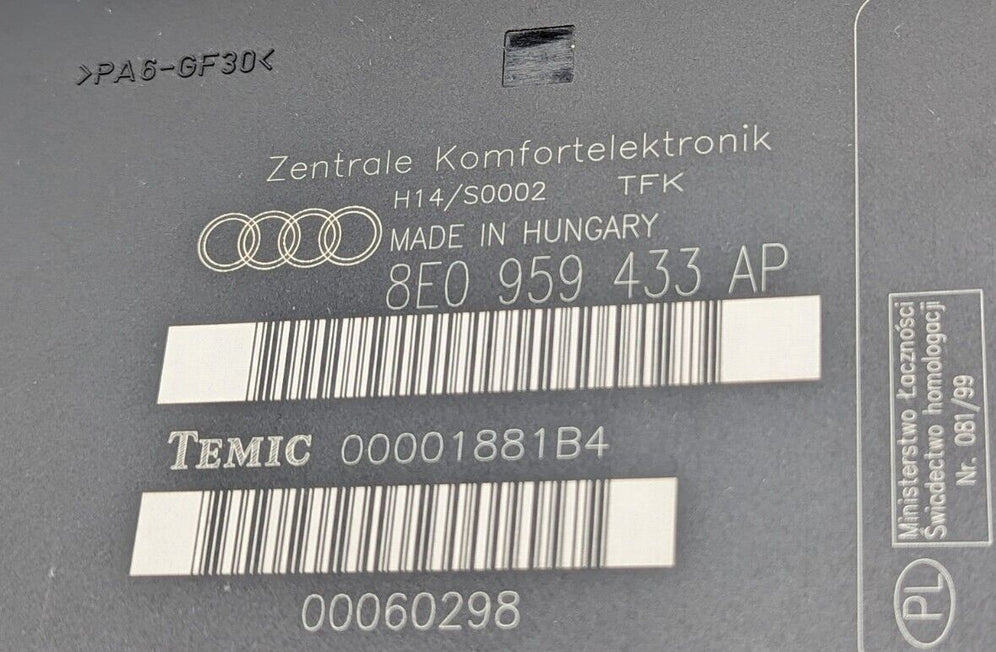 >PA6-GF30<
Zentrale Komfortelektronik
H14/S0002 TFK
MADE IN HUNGARY
8E0 959 433 AP
TEMIC 00001881B4
00060298
Ministerstwo Łączności
Świadectwo homologacji
Nr. 081/99
PL